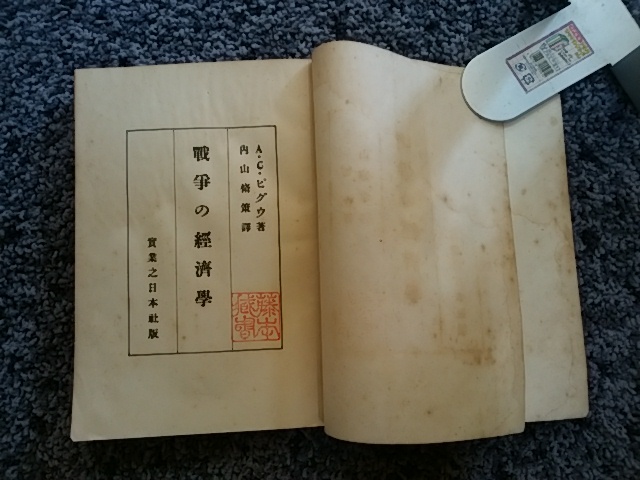 A・C・ピグウ著
內山脩策譯
戰爭の經濟學
實業之日本社版